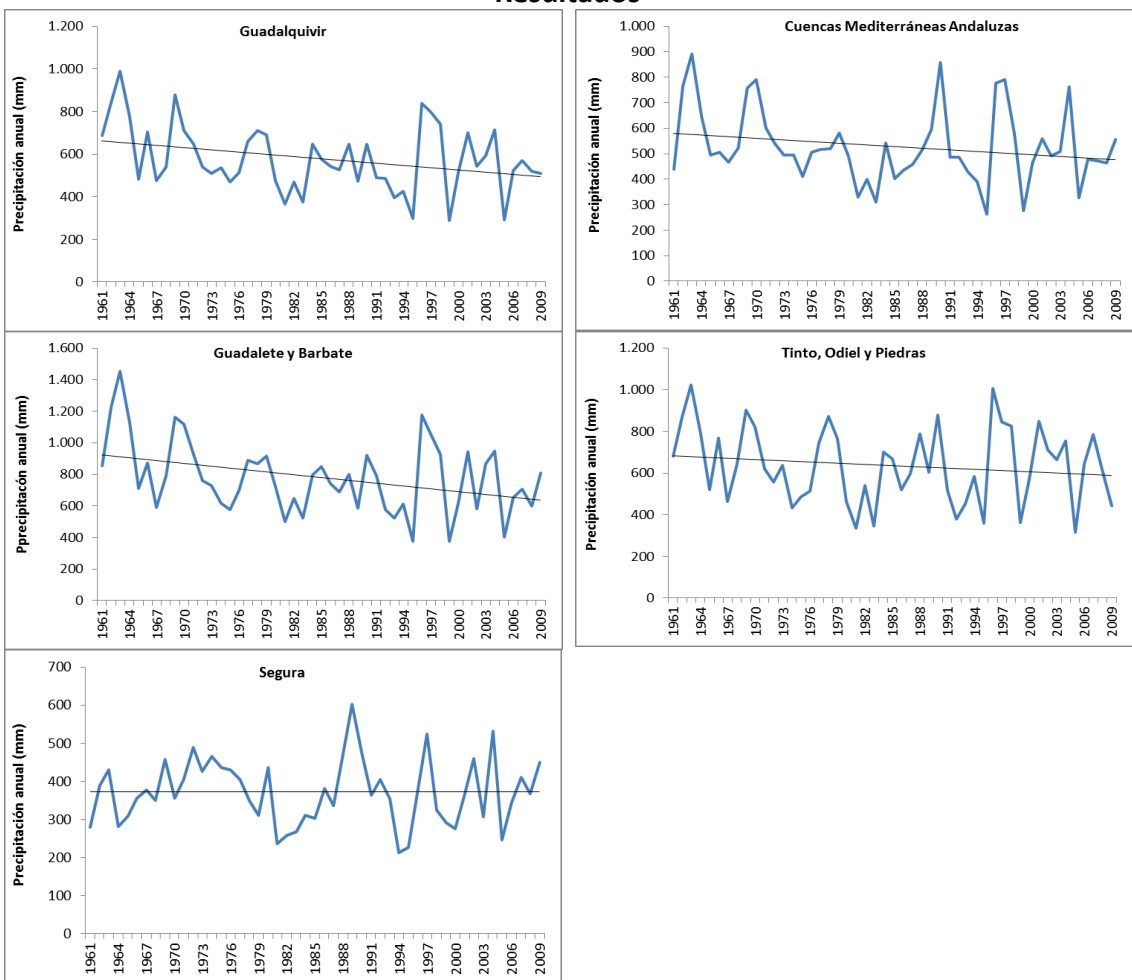 Resultados
Guadalquivir
Precipitación anual (mm)
1.200
1.000
800
600
400
200
0
1961 1964 1967 1970 1973 1976 1979 1982 1985 1988 1991 1994 1997 2000 2003 2006 2009
Cuencas Mediterráneas Andaluzas
Precipitación anual (mm)
1.000
900
800
700
600
500
400
300
200
100
0
1961 1964 1967 1970 1973 1976 1979 1982 1985 1988 1991 1994 1997 2000 2003 2006 2009
Guadalete y Barbate
Pprecipitacón anual (mm)
1.600
1.400
1.200
1.000
800
600
400
200
0
1961 1964 1967 1970 1973 1976 1979 1982 1985 1988 1991 1994 1997 2000 2003 2006 2009
Tinto, Odiel y Piedras
Precipitación anual (mm)
1.200
1.000
800
600
400
200
0
1961 1964 1967 1970 1973 1976 1979 1982 1985 1988 1991 1994 1997 2000 2003 2006 2009
Segura
Precipitación anual (mm)
700
600
500
400
300
200
100
0
1961 1964 1967 1970 1973 1976 1979 1982 1985 1988 1991 1994 1997 2000 2003 2006 2009